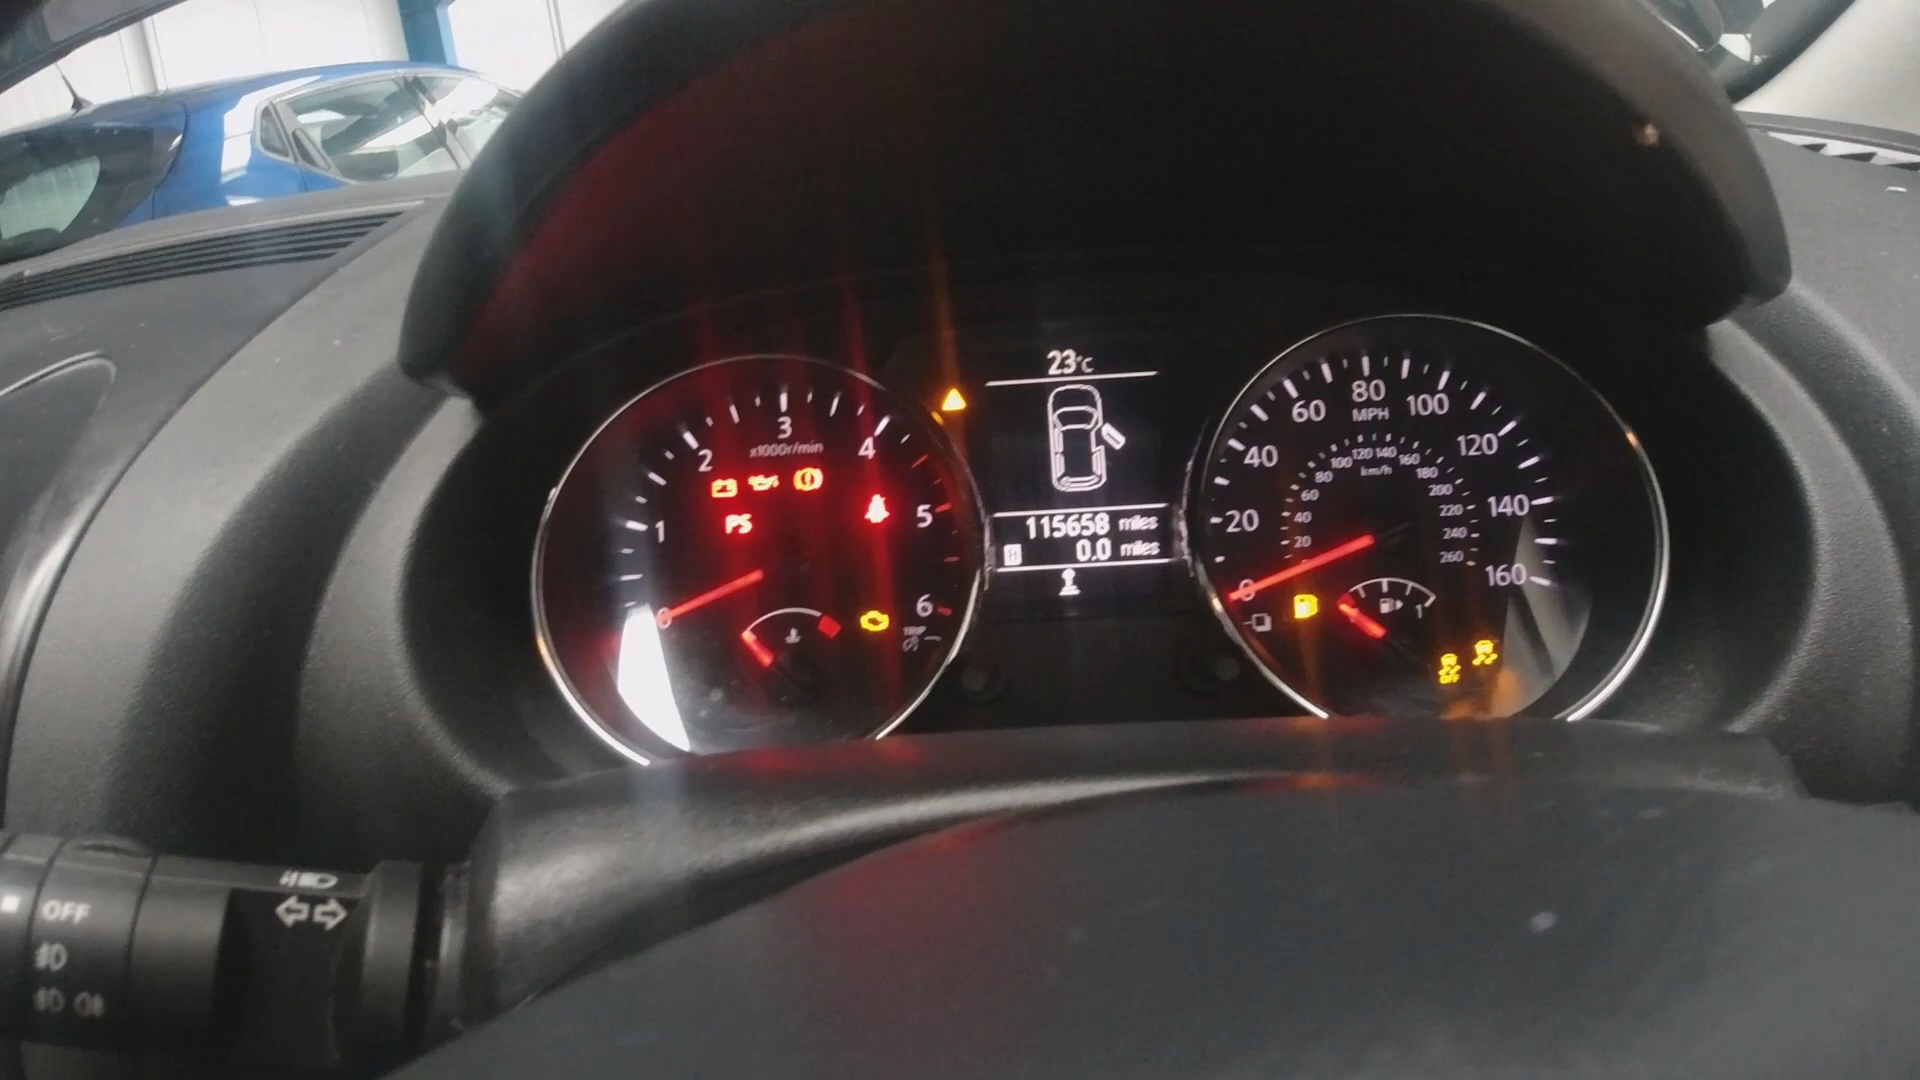 23°C
3
x1000r/min
2
4
PS
1
5
0
6
TRIP
115658 miles
0.0 miles
80
MPH
60
100
40
120
20
140
0
160
100 120 140 160
km/h
80
180
60
200
40
220
20
240
260
1
OFF
OFF